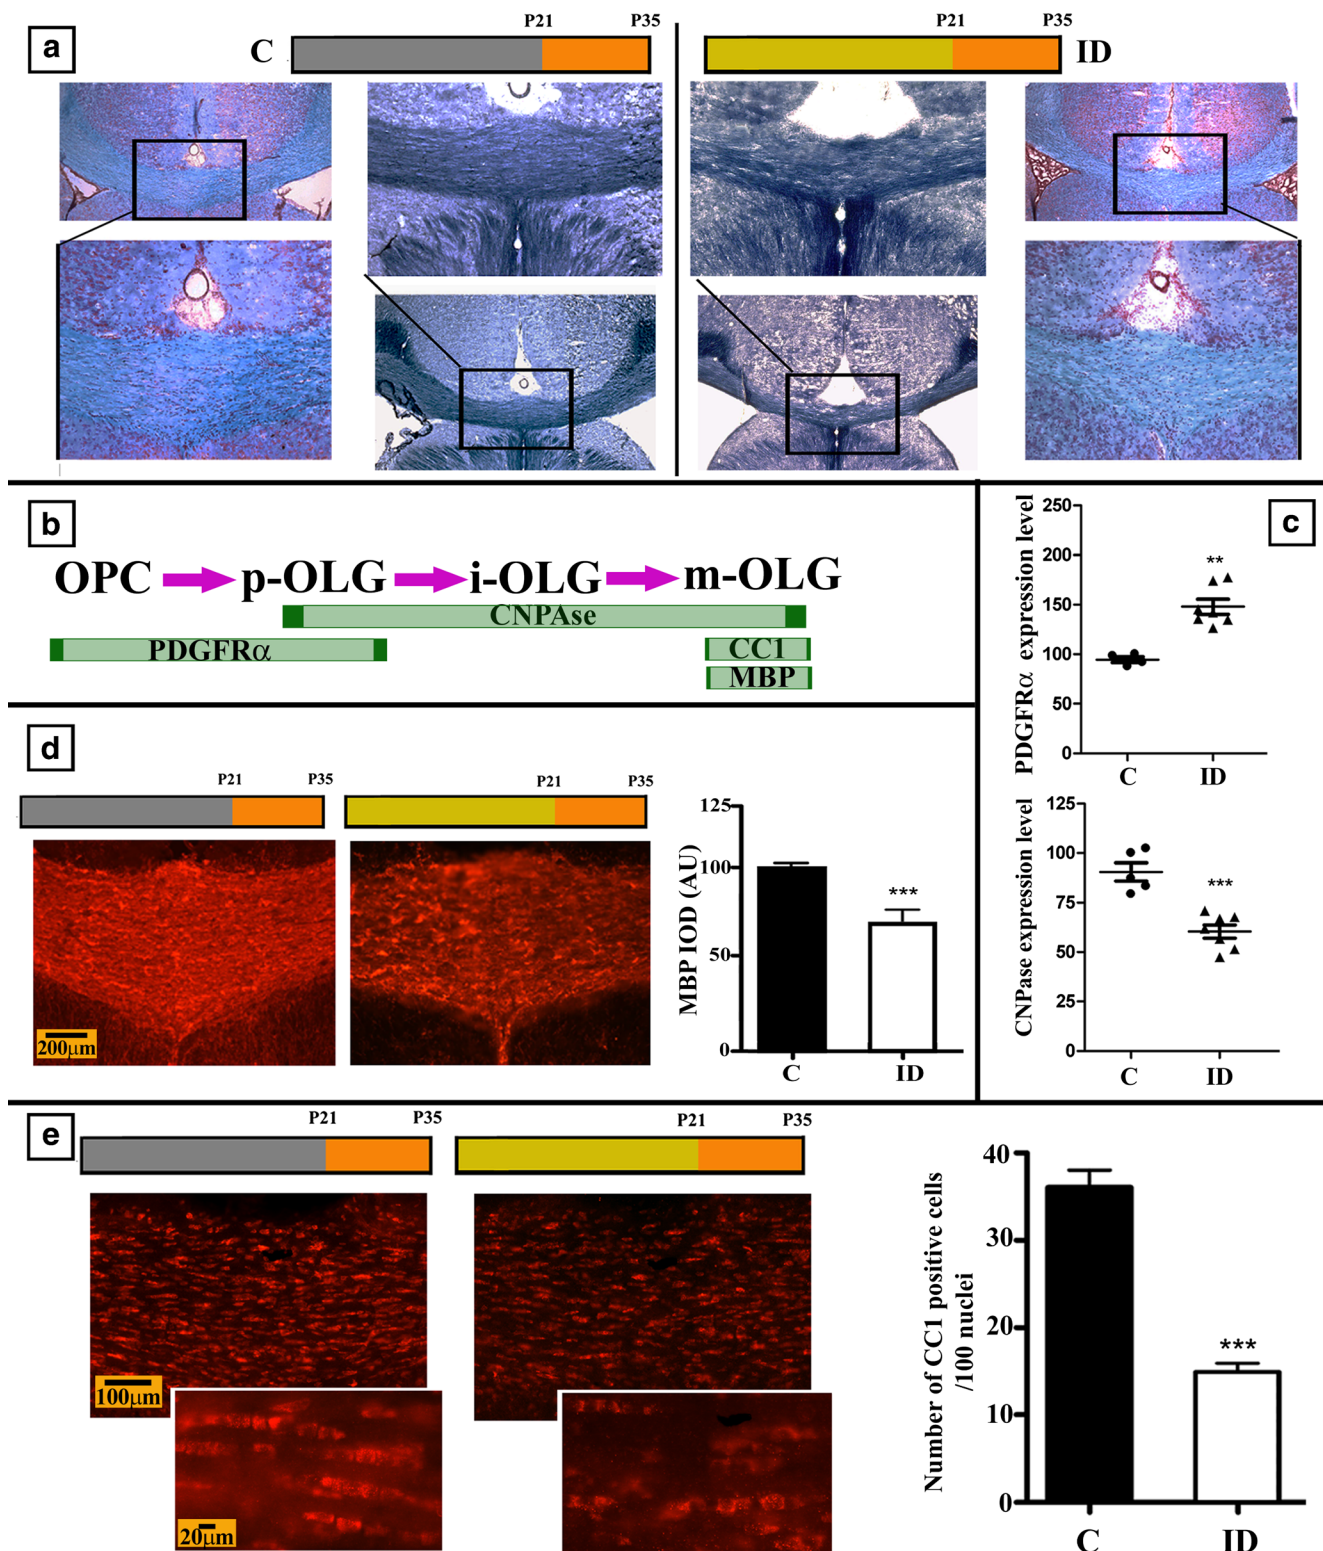 a
C
P21
P35
P21
P35
ID
b
OPC p-OLG i-OLG m-OLG
CNPAse
PDGFRα
CC1
MBP
c
PDGFRα expression level
250
200
150
100
50
0
**
C ID
CNPase expression level
125
100
75
50
25
0
***
C ID
d
P21
P35
P21
P35
200µm
MBP IOD (AU)
125
100
50
0
***
C ID
e
P21
P35
P21
P35
100µm
20µm
Number of CC1 positive cells
/100 nuclei
40
30
20
10
0
***
C ID